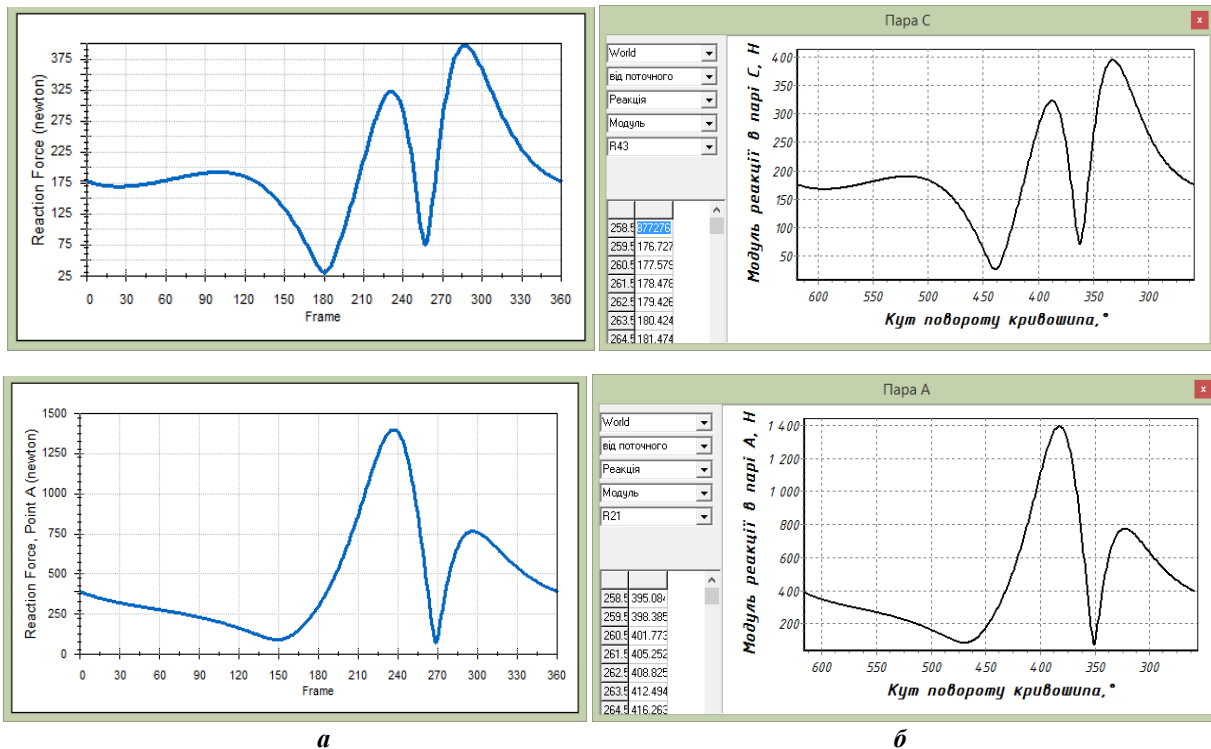 375
325
275
225
175
125
75
25
Reaction Force (newton)
0 30 60 90 120 150 180 210 240 270 300 330 360
Frame
Пара C
x
World
від поточного
Реакція
Модуль
R43
258.5 877276
259.5 176.727
260.5 177.579
261.5 178.478
262.5 179.426
263.5 180.424
264.5 181.474
Модуль реакції в парі C, Н
400
350
300
250
200
150
100
50
600 550 500 450 400 350 300
Кут повороту кривошипа,°
1500
1250
1000
750
500
250
0
Reaction Force, Point A (newton)
0 30 60 90 120 150 180 210 240 270 300 330 360
Frame
Пара A
x
World
від поточного
Реакція
Модуль
R21
258.5 395.084
259.5 398.385
260.5 401.773
261.5 405.252
262.5 408.825
263.5 412.494
264.5 416.263
Модуль реакції в парі A, Н
1 400
1 200
1 000
800
600
400
200
600 550 500 450 400 350 300
Кут повороту кривошипа,°
а
б